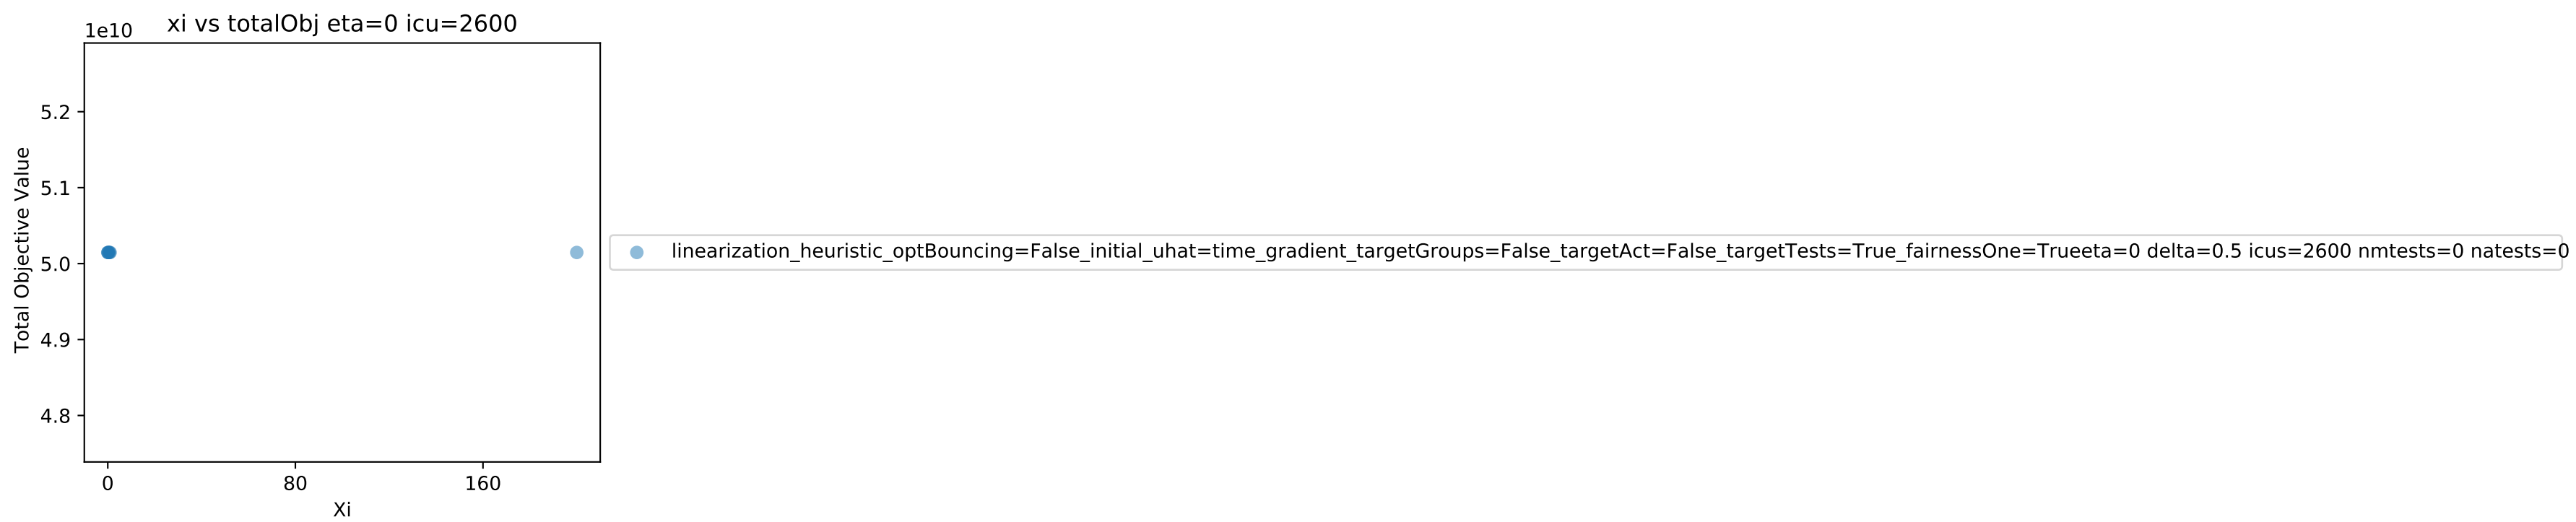 xi vs totalObj eta=0 icu=2600
1e10
5.2
5.1
5.0
4.9
4.8
Total Objective Value
0 80 160
Xi
linearization_heuristic_optBouncing=False_initial_uhat=time_gradient_targetGroups=False_targetAct=False_targetTests=True_fairnessOne=Trueeta=0 delta=0.5 icus=2600 nmtests=0 natests=0